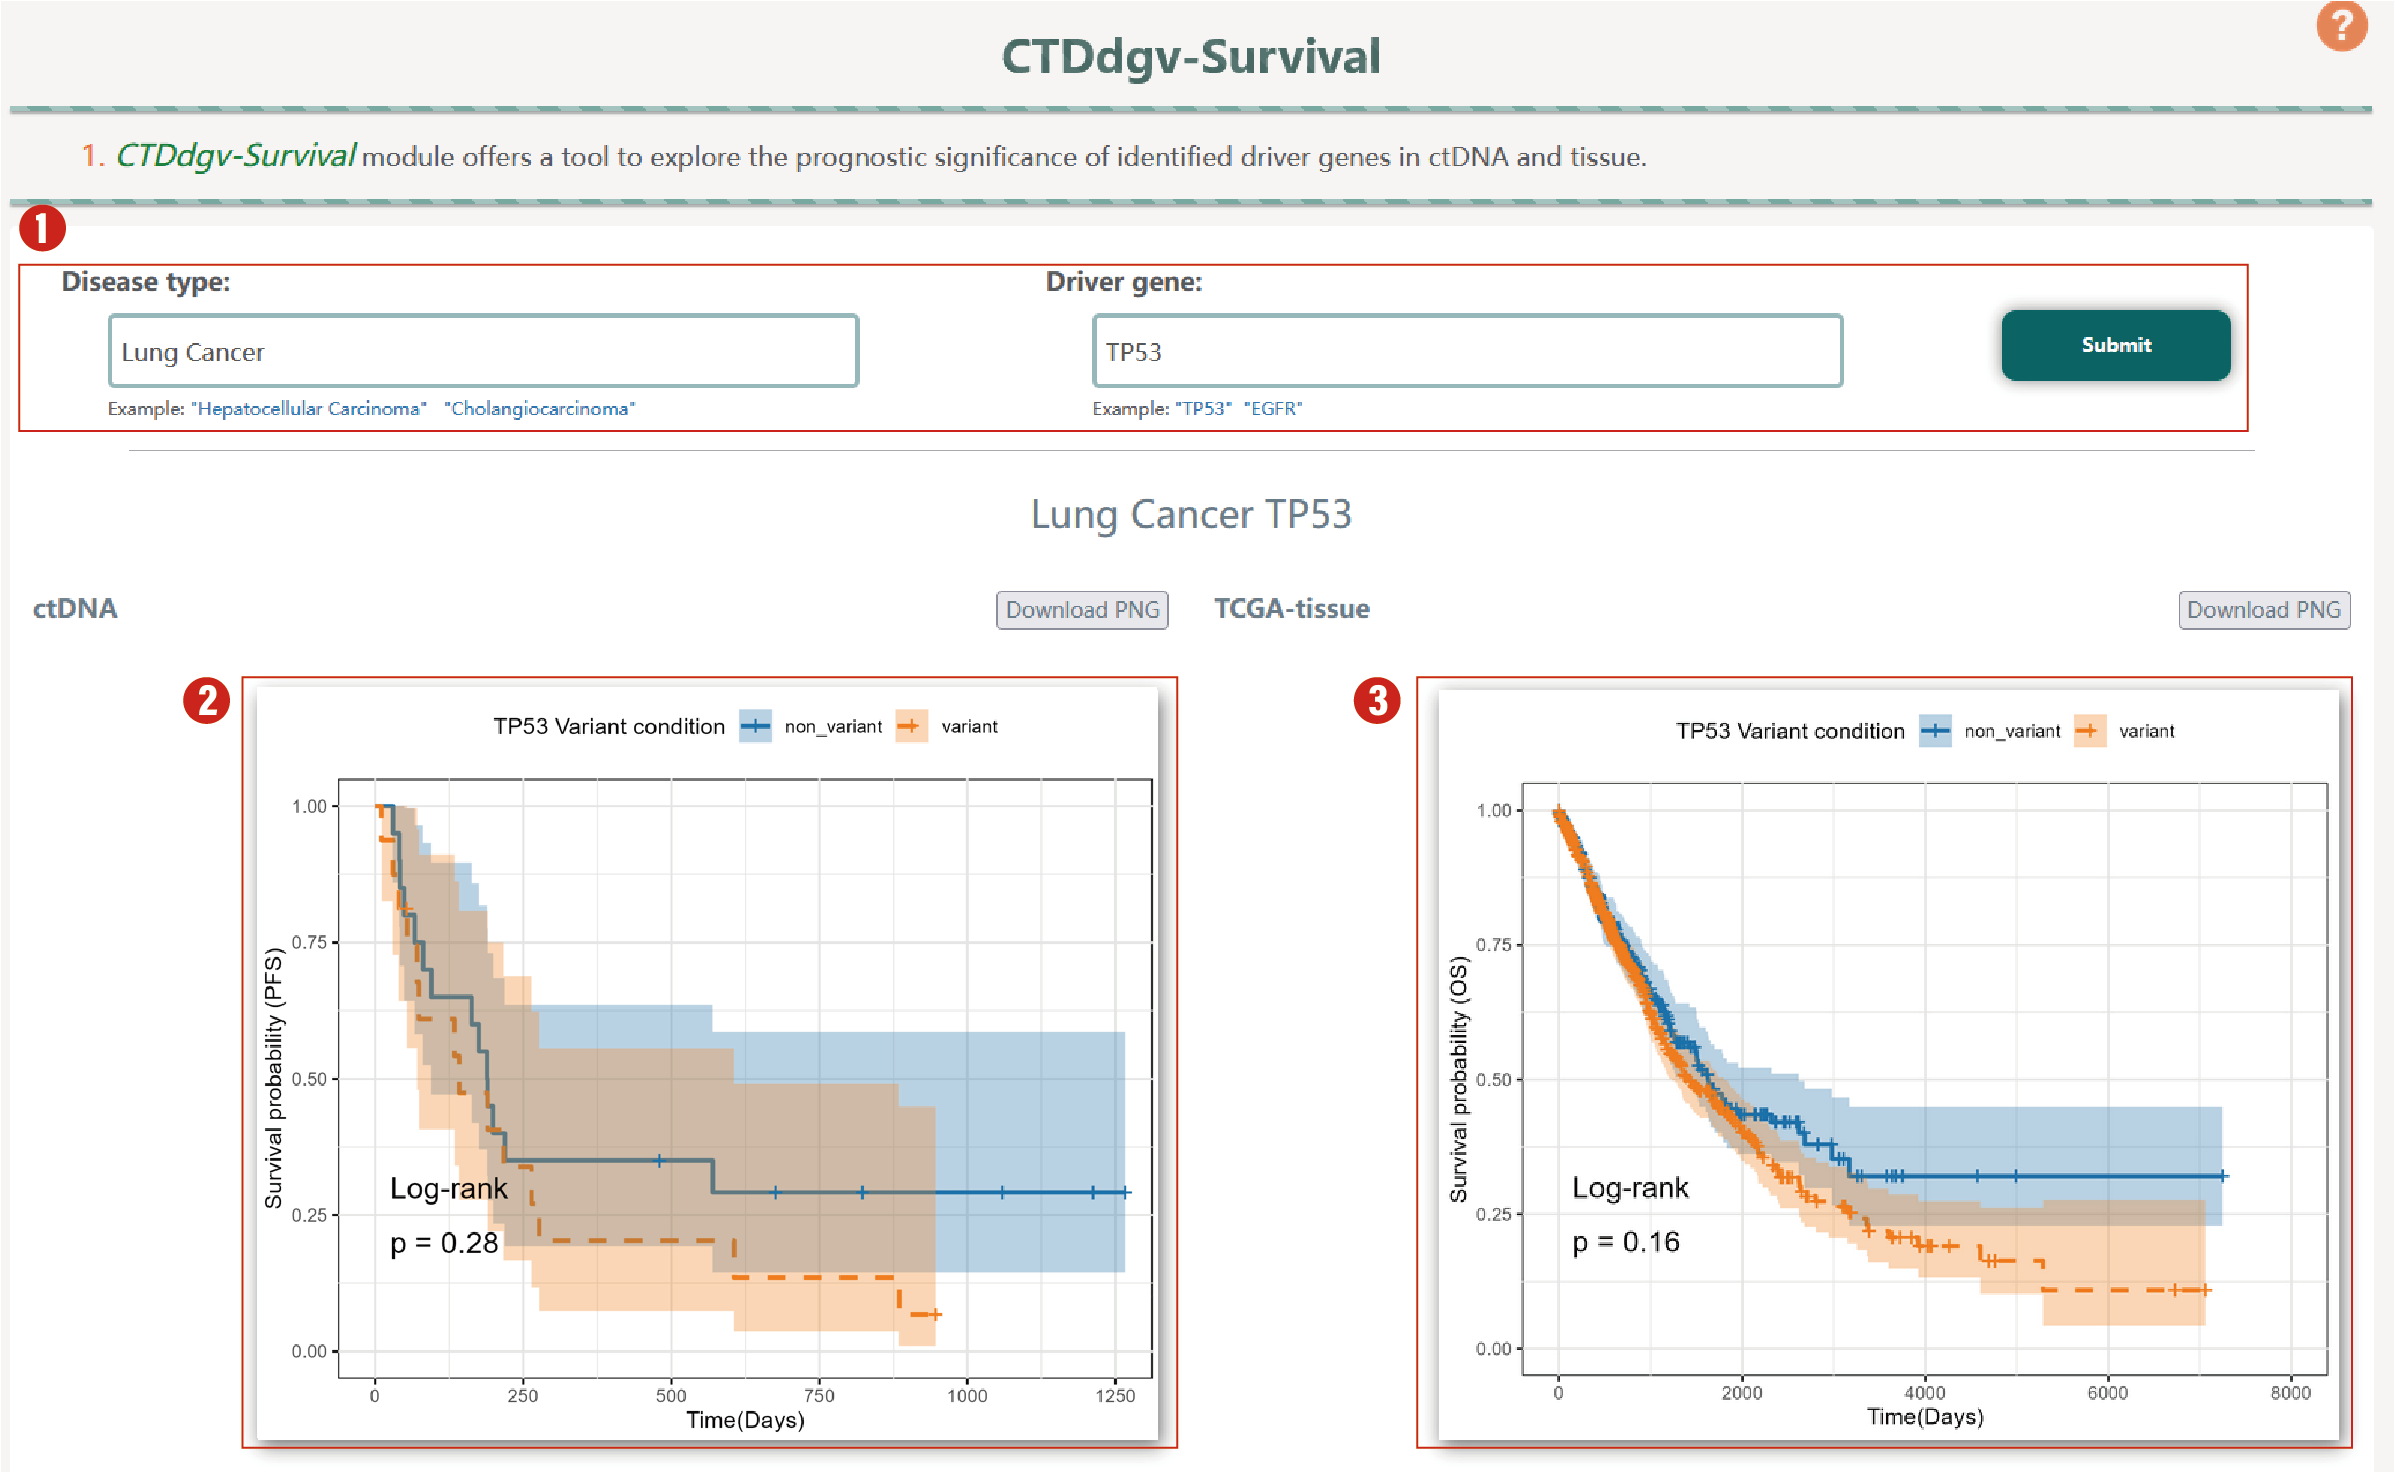 ?
CTDdgv-Survival
1. CTDdgv-Survival module offers a tool to explore the prognostic significance of identified driver genes in ctDNA and tissue.
1
Disease type: Driver gene:
Lung Cancer TP53 Submit
Example: "Hepatocellular Carcinoma" "Cholangiocarcinoma" Example: "TP53" "EGFR"
Lung Cancer TP53
ctDNA Download PNG TCGA-tissue Download PNG
2
TP53 Variant condition non_variant variant
1.00
0.75
0.50
0.25
0.00
Survival probability (PFS)
Log-rank
p = 0.28
0 250 500 750 1000 1250
Time(Days)
3
TP53 Variant condition non_variant variant
1.00
0.75
0.50
0.25
0.00
Survival probability (OS)
Log-rank
p = 0.16
0 2000 4000 6000 8000
Time(Days)